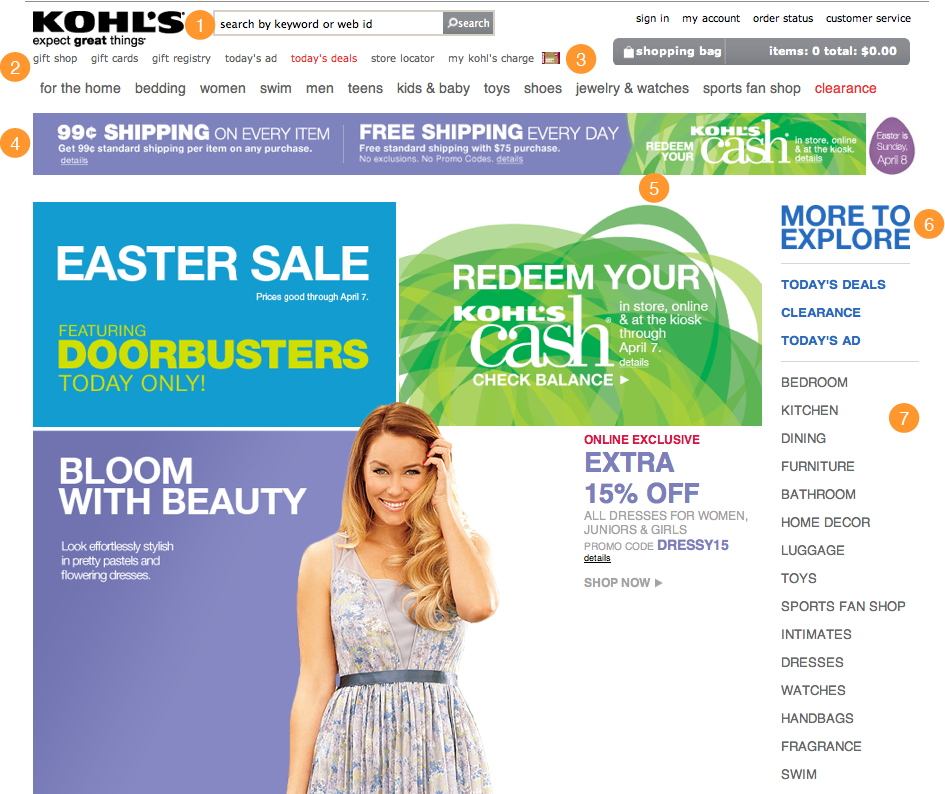 KOHL'S
expect great things®
1
search by keyword or web id
search
sign in my account order status customer service
shopping bag items: 0 total: $0.00
2
gift shop gift cards gift registry today's ad today's deals store locator my kohl's charge
3
for the home bedding women swim men teens kids & baby toys shoes jewelry & watches sports fan shop clearance
4
99¢ SHIPPING ON EVERY ITEM
Get 99¢ standard shipping per item on any purchase.
details
FREE SHIPPING EVERY DAY
Free standard shipping with $75 purchase.
No exclusions. No Promo Codes. details
REDEEM
YOUR
KOHL'S
cash®
in store, online
& at the kiosk.
details
Easter is
Sunday,
April 8
5
EASTER SALE
Prices good through April 7.
FEATURING
DOORBUSTERS
TODAY ONLY!
REDEEM YOUR
KOHL'S
cash®
in store, online
& at the kiosk
through
April 7.
details
CHECK BALANCE
MORE TO
EXPLORE
6
TODAY'S DEALS
CLEARANCE
TODAY'S AD
BEDROOM
KITCHEN
7
DINING
FURNITURE
BATHROOM
HOME DECOR
LUGGAGE
TOYS
SPORTS FAN SHOP
INTIMATES
DRESSES
WATCHES
HANDBAGS
FRAGRANCE
SWIM
BLOOM
WITH BEAUTY
Look effortlessly stylish
in pretty pastels and
flowering dresses.
ONLINE EXCLUSIVE
EXTRA
15% OFF
ALL DRESSES FOR WOMEN,
JUNIORS & GIRLS
PROMO CODE DRESSY15
details
SHOP NOW